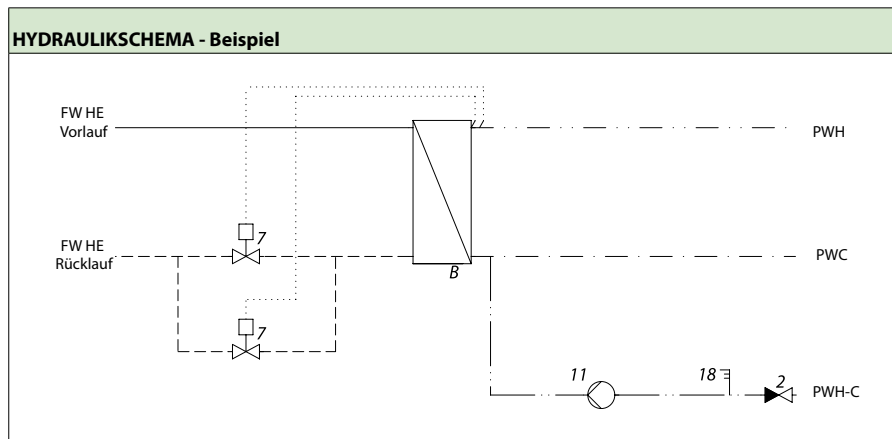 HYDRAULIKSCHEMA - Beispiel
FW HE
Vorlauf
PWH
7
FW HE
Rücklauf
PWC
B
7
11
18
2
PWH-C